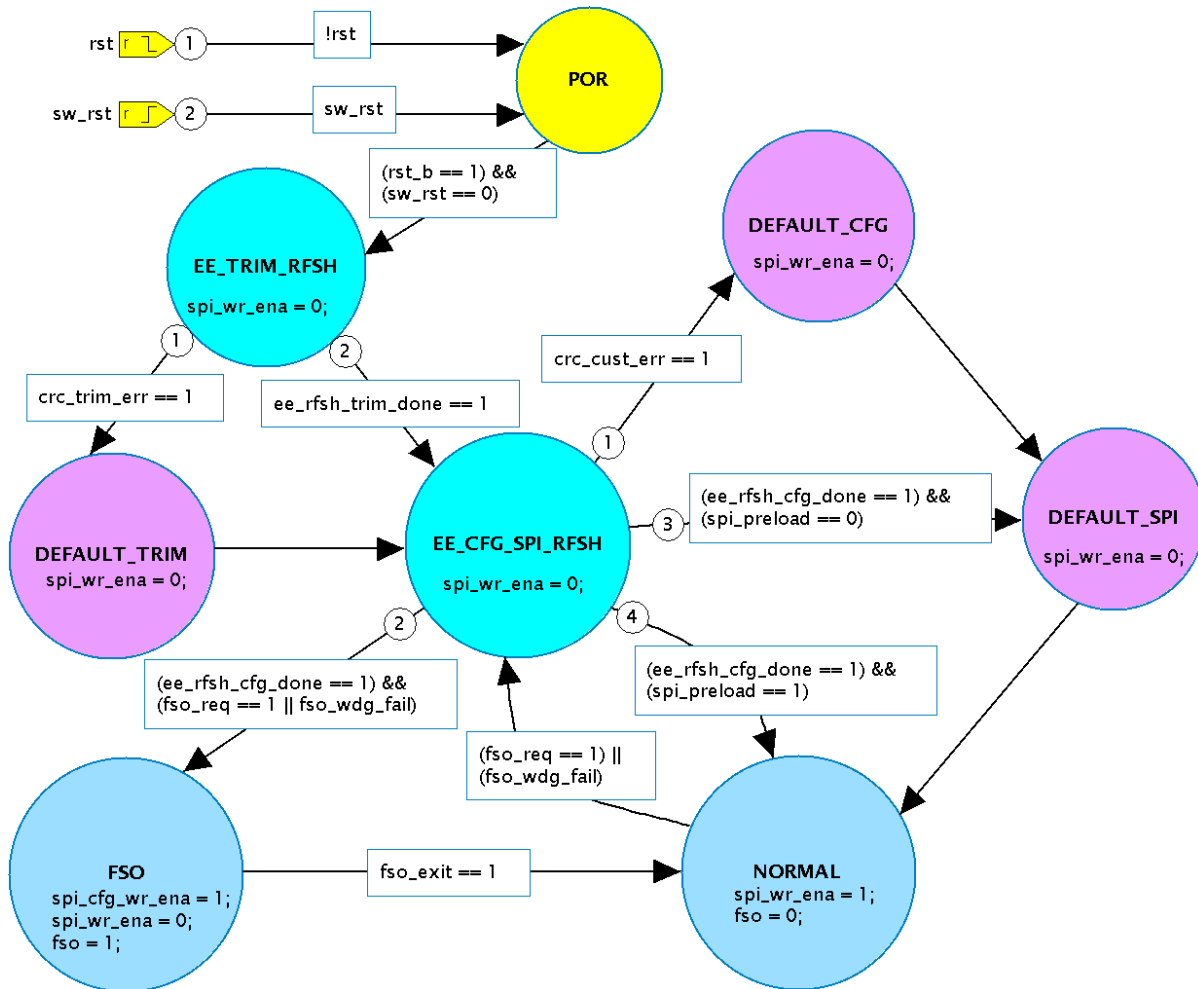 rst
r
1
!rst
sw_rst
r
2
sw_rst
POR
(rst_b == 1) &&
(sw_rst == 0)
EE_TRIM_RFSH
spi_wr_ena = 0;
DEFAULT_CFG
spi_wr_ena = 0;
1
2
crc_trim_err == 1
ee_rfsh_trim_done == 1
crc_cust_err == 1
1
DEFAULT_TRIM
spi_wr_ena = 0;
EE_CFG_SPI_RFSH
spi_wr_ena = 0;
3
(ee_rfsh_cfg_done == 1) &&
(spi_preload == 0)
DEFAULT_SPI
spi_wr_ena = 0;
2
4
(ee_rfsh_cfg_done == 1) &&
(fso_req == 1 || fso_wdg_fail)
(ee_rfsh_cfg_done == 1) &&
(spi_preload == 1)
(fso_req == 1) ||
(fso_wdg_fail)
FSO
spi_cfg_wr_ena = 1;
spi_wr_ena = 0;
fso = 1;
fso_exit == 1
NORMAL
spi_wr_ena = 1;
fso = 0;